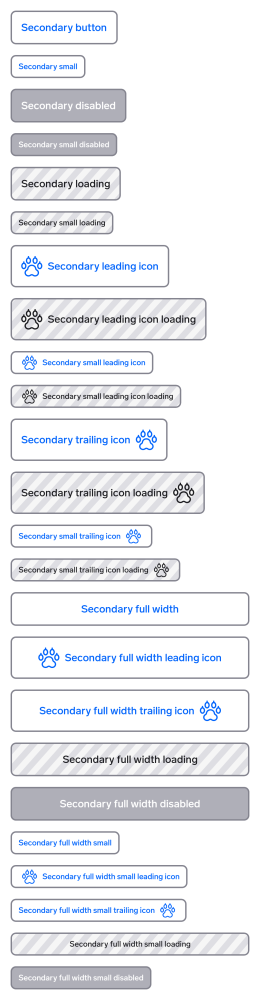 Secondary button
Secondary small
Secondary disabled
Secondary small disabled
Secondary loading
Secondary small loading
Secondary leading icon
Secondary leading icon loading
Secondary small leading icon
Secondary small leading icon loading
Secondary trailing icon
Secondary trailing icon loading
Secondary small trailing icon
Secondary small trailing icon loading
Secondary full width
Secondary full width leading icon
Secondary full width trailing icon
Secondary full width loading
Secondary full width disabled
Secondary full width small
Secondary full width small leading icon
Secondary full width small trailing icon
Secondary full width small loading
Secondary full width small disabled